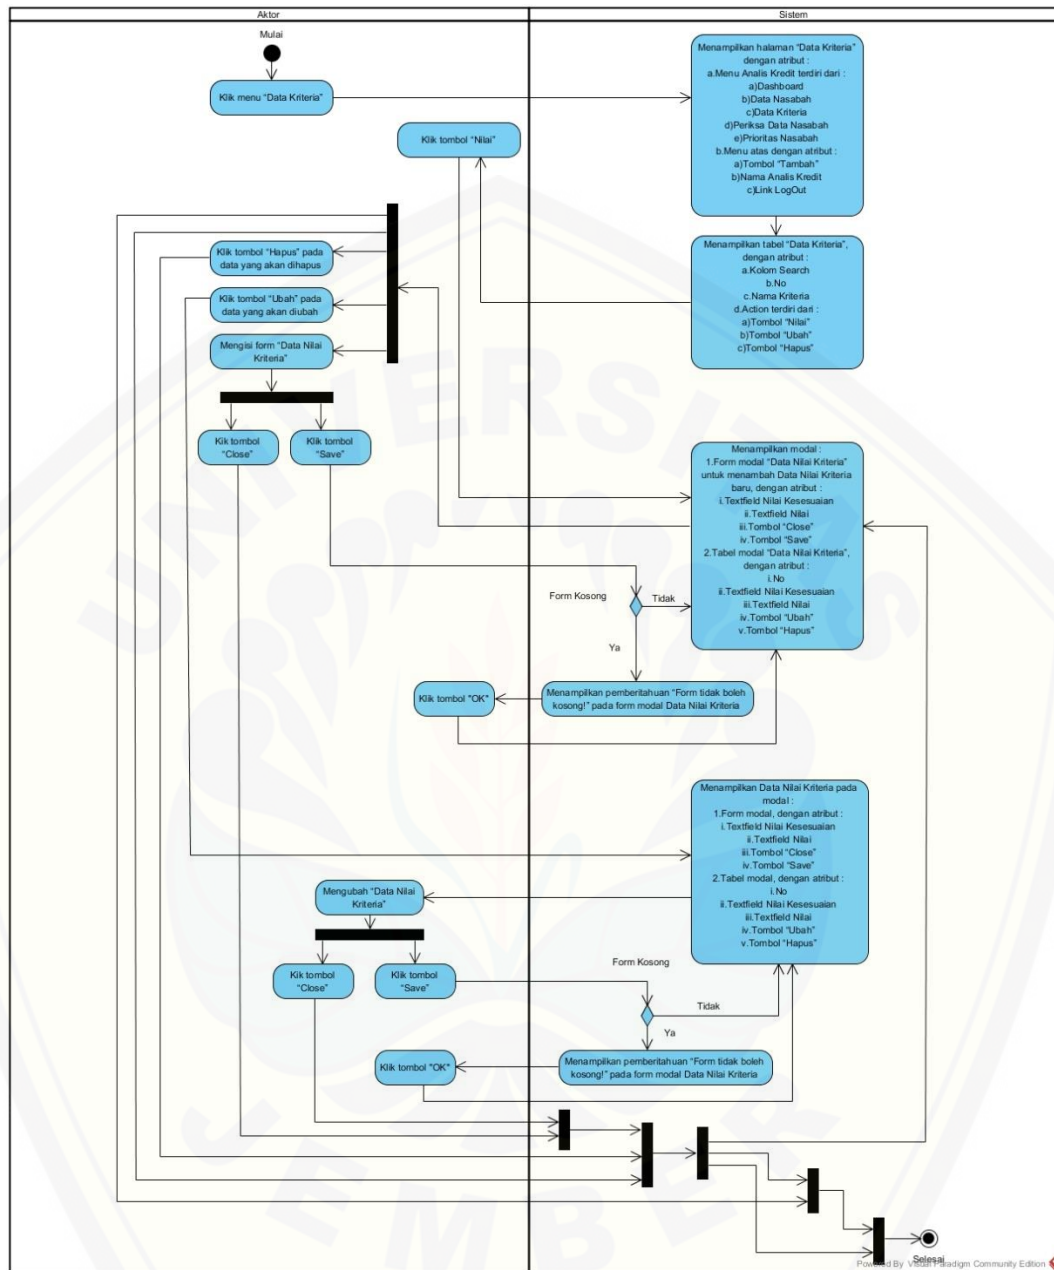 Aktor
Sistem
Mulai
Klik menu “Data Kriteria”
Menampilkan halaman “Data Kriteria”
dengan atribut :
a.Menu Analis Kredit terdiri dari :
a)Dashboard
b)Data Nasabah
c)Data Kriteria
d)Periksa Data Nasabah
e)Prioritas Nasabah
b.Menu atas dengan atribut :
a)Tombol “Tambah”
b)Nama Analis Kredit
c)Link LogOut
Klik tombol “Nilai”
Menampilkan tabel “Data Kriteria”,
dengan atribut :
a.Kolom Search
b.No
c.Nama Kriteria
d.Action terdiri dari :
a)Tombol “Nilai”
b)Tombol “Ubah”
c)Tombol “Hapus”
Klik tombol “Hapus” pada
data yang akan dihapus
Klik tombol “Ubah” pada
data yang akan diubah
Mengisi form “Data Nilai
Kriteria”
Kik tombol
“Close”
Klik tombol
“Save”
Menampilkan modal :
1.Form modal “Data Nilai Kriteria”
untuk menambah Data Nilai Kriteria
baru, dengan atribut :
i.Textfield Nilai Kesesuaian
ii.Textfield Nilai
iii.Tombol “Close”
iv.Tombol “Save”
2.Tabel modal “Data Nilai Kriteria”,
dengan atribut :
i.No
ii.Textfield Nilai Kesesuaian
iii.Textfield Nilai
iv.Tombol “Ubah”
v.Tombol “Hapus”
Form Kosong
Tidak
Ya
Klik tombol "OK"
Menampilkan pemberitahuan “Form tidak boleh
kosong!” pada form modal Data Nilai Kriteria
Menampilkan Data Nilai Kriteria pada
modal :
1.Form modal, dengan atribut :
i.Textfield Nilai Kesesuaian
ii.Textfield Nilai
iii.Tombol “Close”
iv.Tombol “Save”
2.Tabel modal, dengan atribut :
i.No
ii.Textfield Nilai Kesesuaian
iii.Textfield Nilai
iv.Tombol “Ubah”
v.Tombol “Hapus”
Mengubah “Data Nilai
Kriteria”
Kik tombol
“Close”
Klik tombol
“Save”
Form Kosong
Tidak
Ya
Klik tombol "OK"
Menampilkan pemberitahuan “Form tidak boleh
kosong!” pada form modal Data Nilai Kriteria
Selesai
Powered By Visual Paradigm Community Edition
UNIVERSITAS
JEMBER